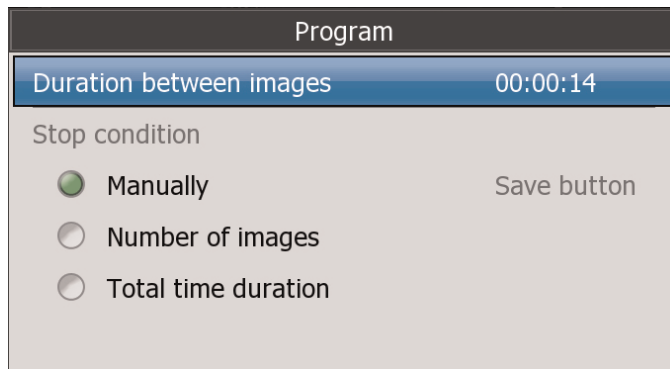 Program
Duration between images 00:00:14
Stop condition
Manually Save button
Number of images
Total time duration